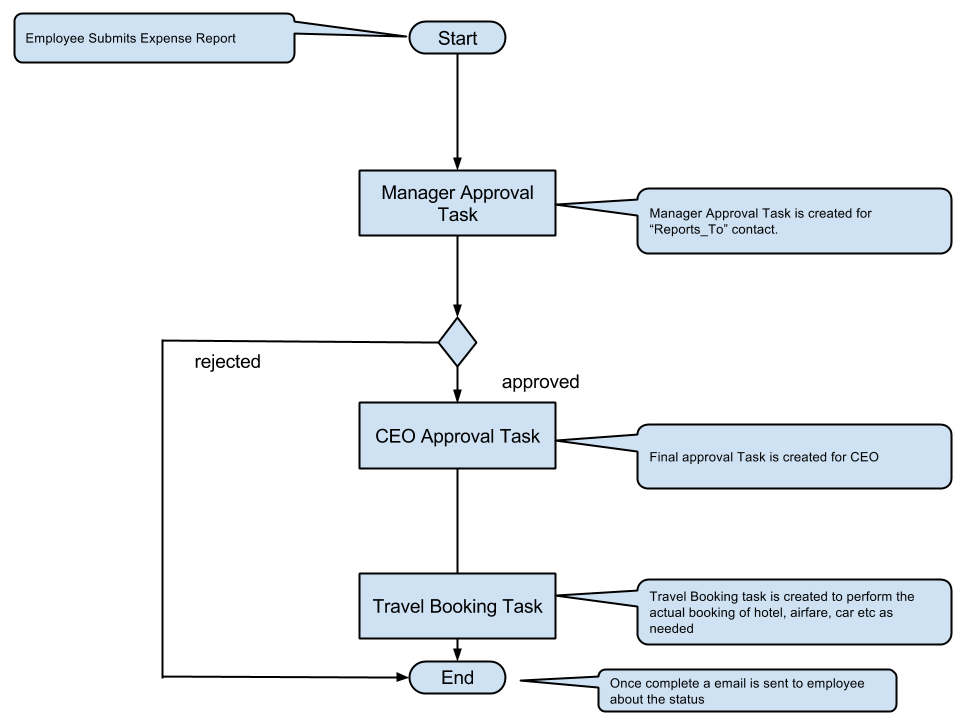 Employee Submits Expense Report
Start
Manager Approval
Task
Manager Approval Task is created for
“Reports_To” contact.
rejected
approved
CEO Approval Task
Final approval Task is created for CEO
Travel Booking Task
Travel Booking task is created to perform the
actual booking of hotel, airfare, car etc as
needed
End
Once complete a email is sent to employee
about the status